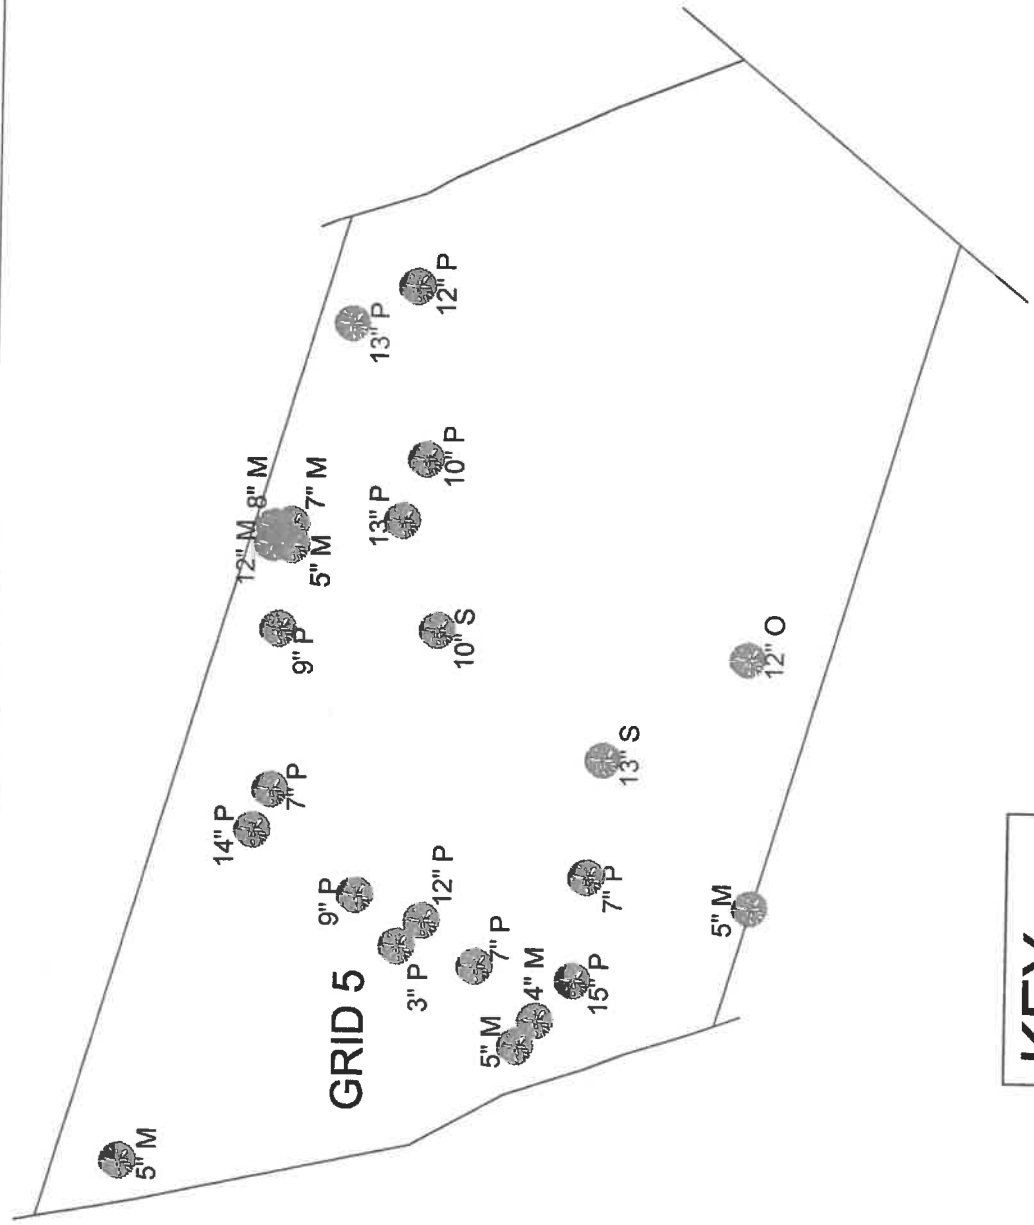 12" P
13" P
10" P
13" P
8" M
7" M
12" M
5" M
9" P
10" S
12" O
13" S
7" P
14" P
9" P
12" P
3" P
7" P
7" P
5" M
15" P
4" M
5" M
GRID 5
5" M
KEY